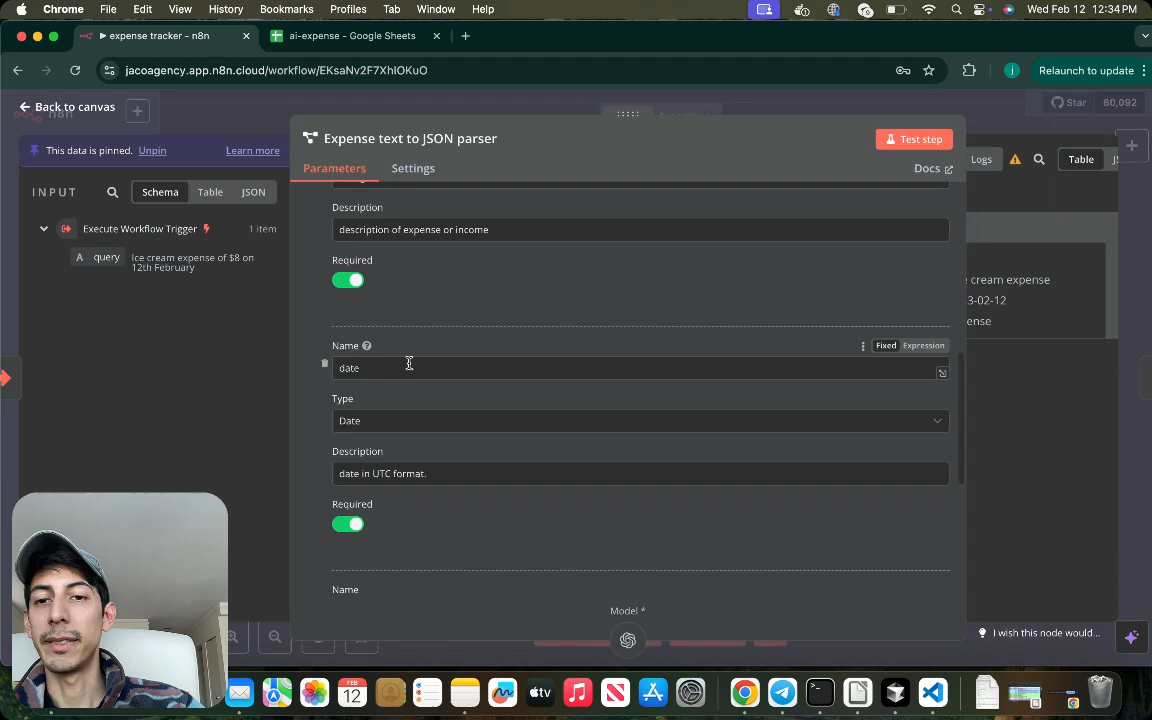 Chrome File Edit View History Bookmarks Profiles Tab Window Help Wed Feb 12 12:34 PM
expense tracker - n8n
ai-expense - Google Sheets
jacoagency.app.n8n.cloud/workflow/EKsaNv2F7XhIOKuO
j
Relaunch to update
Back to canvas
n8n
Star 60,092
This data is pinned. Unpin Learn more
INPUT Schema Table JSON
Execute Workflow Trigger 1 item
A query Ice cream expense of $8 on
12th February
Expense text to JSON parser
Test step
Parameters Settings Docs
Description
description of expense or income
Required
Name Fixed Expression
date
Type
Date
Description
date in UTC format.
Required
Name
Model *
Logs Table
cream expense
3-02-12
ense
I wish this node would...
FEB
12